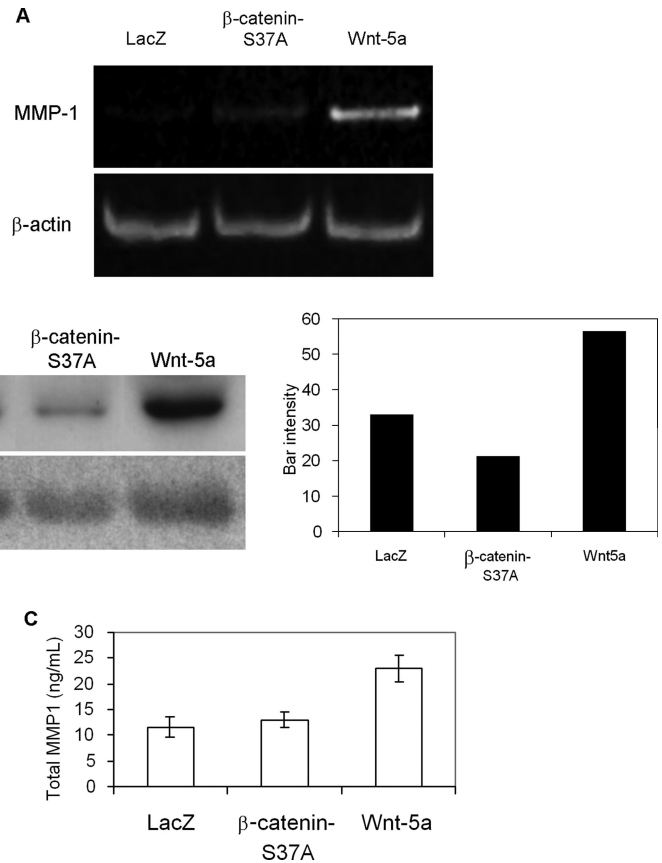 A
LacZ
β-catenin-
S37A
Wnt-5a
MMP-1
β-actin
β-catenin-
S37A
Wnt-5a
60
50
40
30
20
10
0
Bar intensity
LacZ
β-catenin-
S37A
Wnt5a
C
30
25
20
15
10
5
0
Total MMP1 (ng/mL)
LacZ
β-catenin-
S37A
Wnt-5a